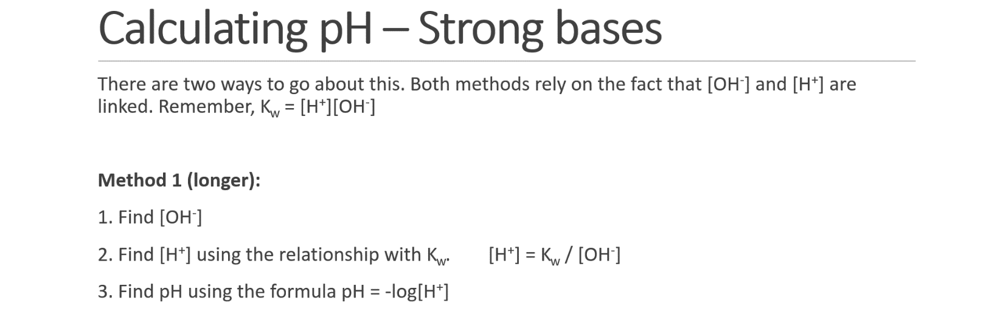 Calculating pH – Strong bases
There are two ways to go about this. Both methods rely on the fact that [OH⁻] and [H⁺] are
linked. Remember, K_w = [H⁺][OH⁻]
Method 1 (longer):
1. Find [OH⁻]
2. Find [H⁺] using the relationship with K_w. [H⁺] = K_w / [OH⁻]
3. Find pH using the formula pH = -log[H⁺]